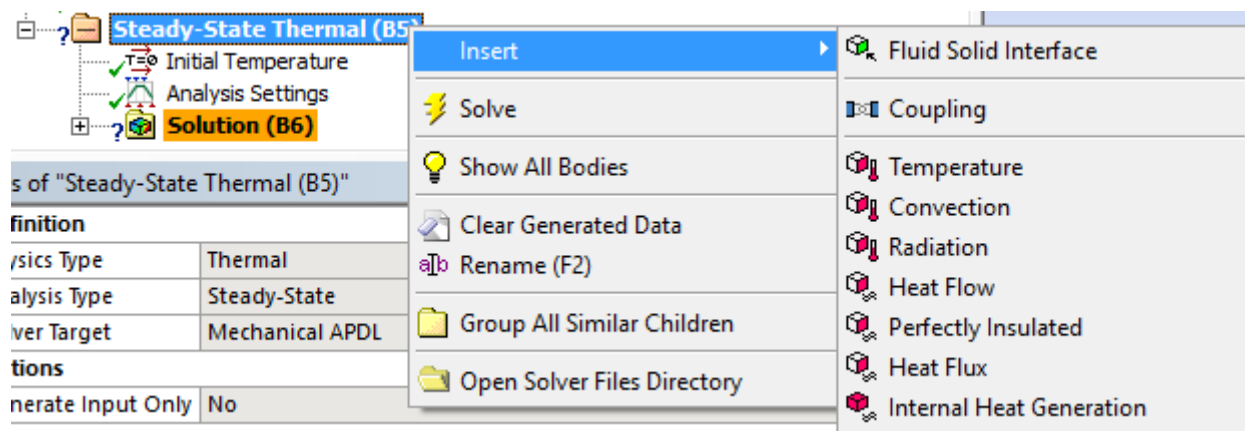 Steady-State Thermal (B5)
Initial Temperature
Analysis Settings
Solution (B6)
s of "Steady-State Thermal (B5)"
finition
ysics Type Thermal
alysis Type Steady-State
lver Target Mechanical APDL
tions
nerate Input Only No
Insert
Solve
Show All Bodies
Clear Generated Data
Rename (F2)
Group All Similar Children
Open Solver Files Directory
Fluid Solid Interface
Coupling
Temperature
Convection
Radiation
Heat Flow
Perfectly Insulated
Heat Flux
Internal Heat Generation